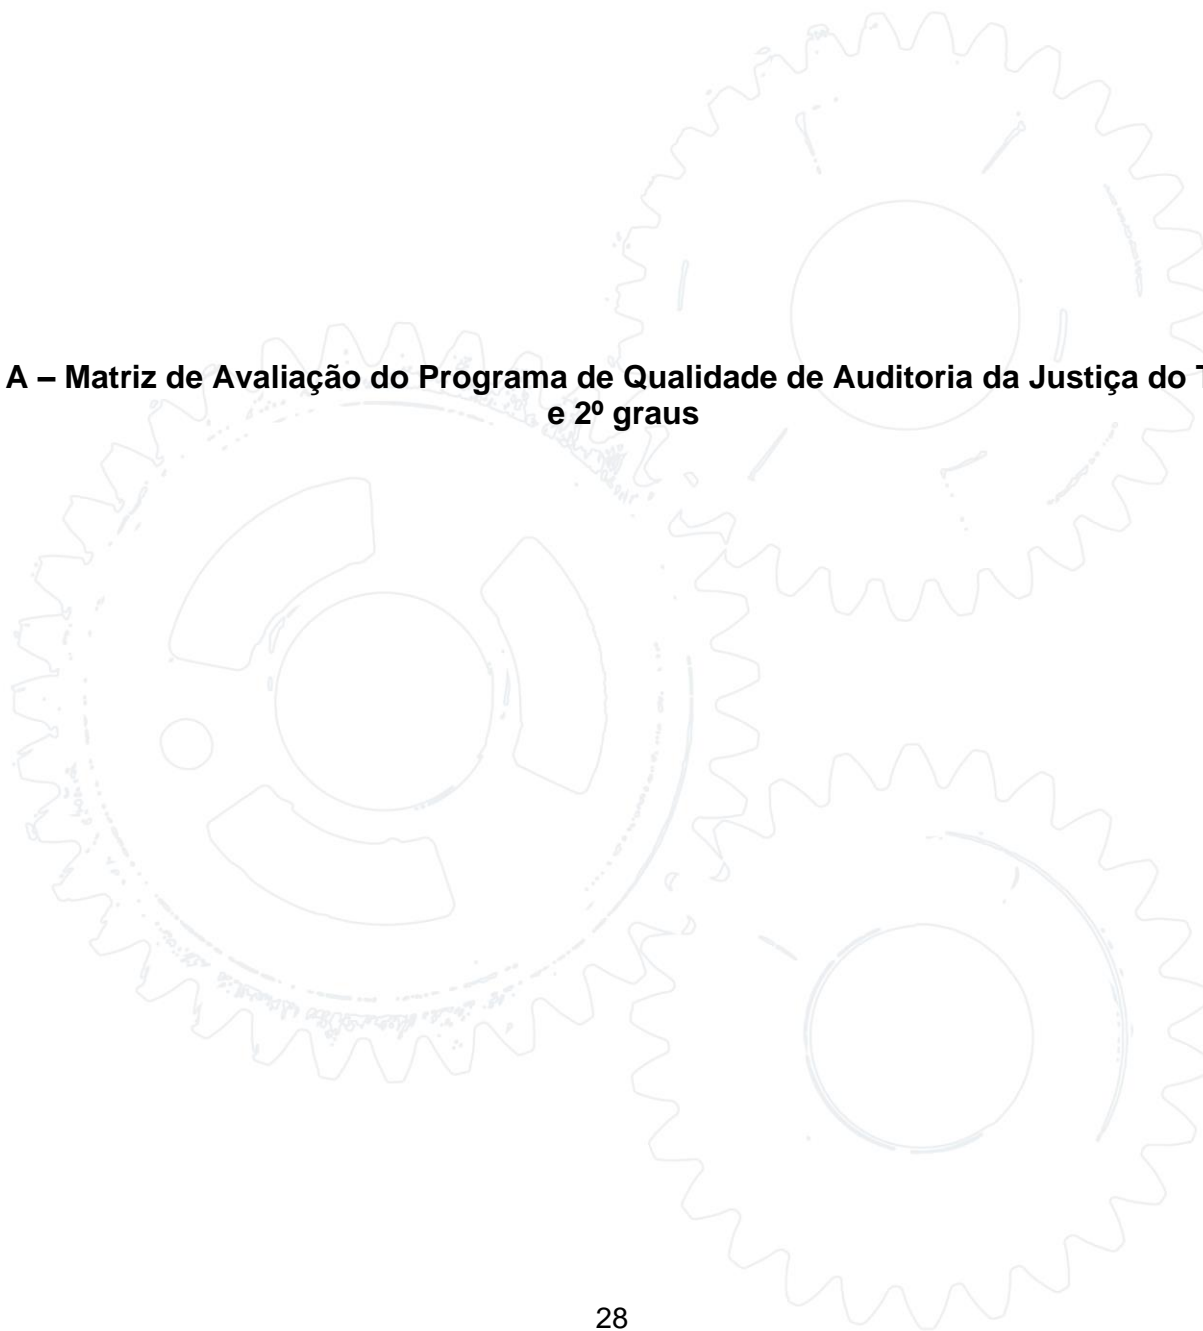 A – Matriz de Avaliação do Programa de Qualidade de Auditoria da Justiça do
e 2º graus
28